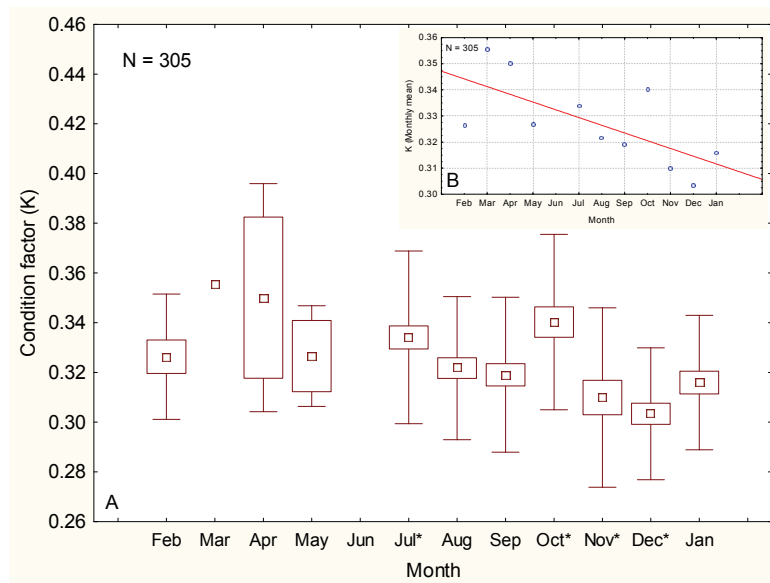 N = 305
0.46
0.44
0.42
0.40
0.38
0.36
0.34
0.32
0.30
0.28
0.26
Condition factor (K)
A
Feb Mar Apr May Jun Jul* Aug Sep Oct* Nov* Dec* Jan
Month
N = 305
0.36
0.35
0.34
0.33
0.32
0.31
0.30
K (Monthly mean)
B
Feb Mar Apr May Jun Jul Aug Sep Oct Nov Dec Jan
Month